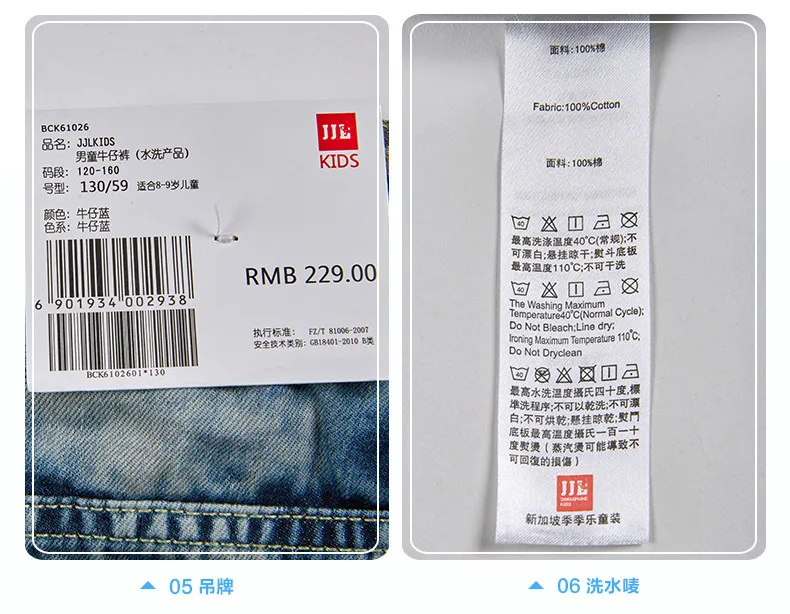 BCK61026
品名: JJLKIDS
男童牛仔裤(水洗产品)
码段: 120-160
号型: 130/59 适合8-9岁儿童
颜色: 牛仔蓝
色系: 牛仔蓝
JJL
KIDS
RMB 229.00
6 901934 002938
执行标准: FZ/T 81006-2007
安全技术类别: GB18401-2010 B类
BCK6102601*130
05 吊牌
面料:100%棉
Fabric:100%Cotton
面料:100%棉
40
最高洗涤温度40℃(常规);不
可漂白;悬挂晾干;熨斗底板
最高温度110℃;不可干洗
40
The Washing Maximum
Temperature40℃(Normal Cycle);
Do Not Bleach;Line dry;
Ironing Maximum Temperature 110℃;
Do Not Dryclean
40
最高水洗温度攝氏四十度,標
準洗程序;不可以乾洗;不可漂
白;不可烘乾;懸掛晾乾;熨鬥
底板最高溫度攝氏一百一十
度熨燙(蒸汽燙可能導致不
可回復的損傷)
JJL
KIDS
新加坡季季乐童装
06 洗水唛